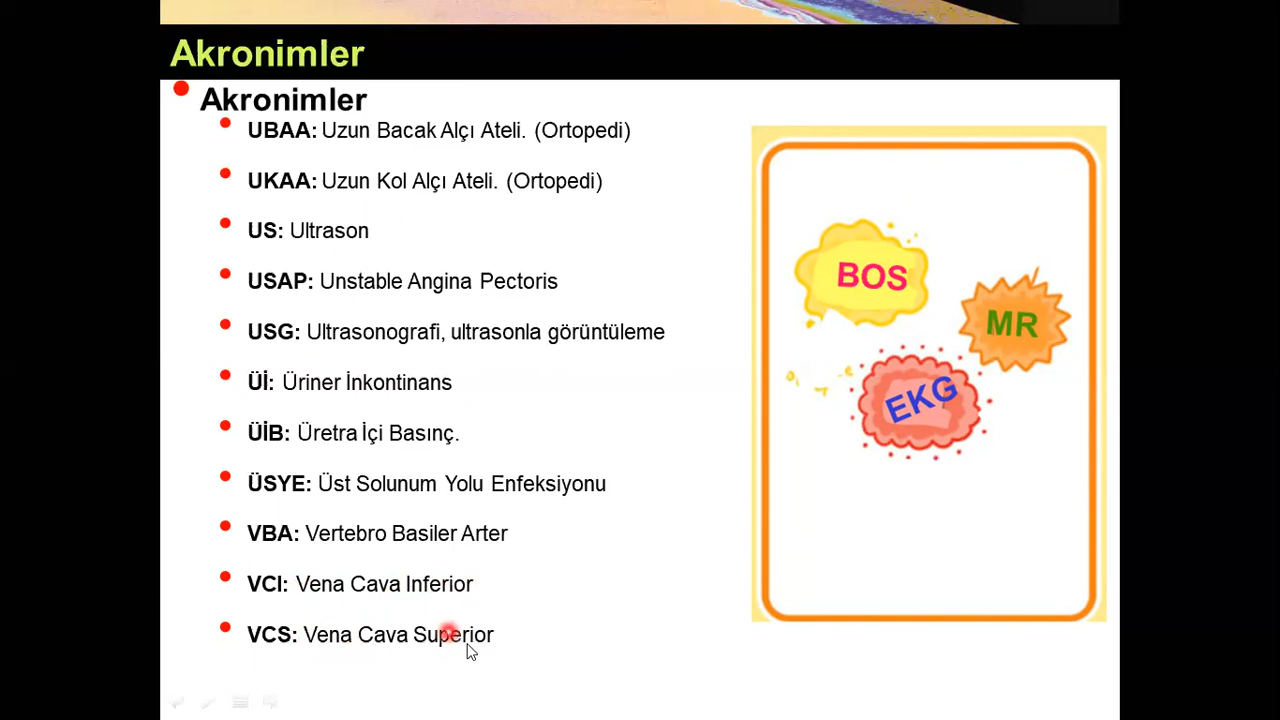 Akronimler
Akronimler
UBAA: Uzun Bacak Alçı Ateli. (Ortopedi)
UKAA: Uzun Kol Alçı Ateli. (Ortopedi)
US: Ultrason
USAP: Unstable Angina Pectoris
USG: Ultrasonografi, ultrasonla görüntüleme
Üİ: Üriner İnkontinans
ÜİB: Üretra İçi Basınç.
ÜSYE: Üst Solunum Yolu Enfeksiyonu
VBA: Vertebro Basiler Arter
VCI: Vena Cava Inferior
VCS: Vena Cava Superior
BOS
MR
EKG